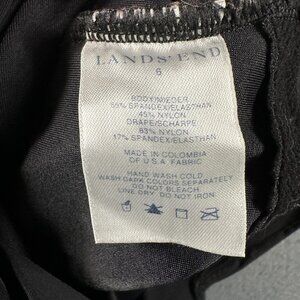 LANDS' END
6
BODY/MIEDER
55% SPANDEX/ELASTHAN
45% NYLON
DRAPE/SCHARPE
83% NYLON
17% SPANDEX/ELASTHAN
MADE IN COLOMBIA
OF U S A FABRIC
HAND WASH COLD
WASH DARK COLORS SEPARATELY
DO NOT BLEACH
LINE DRY. DO NOT IRON